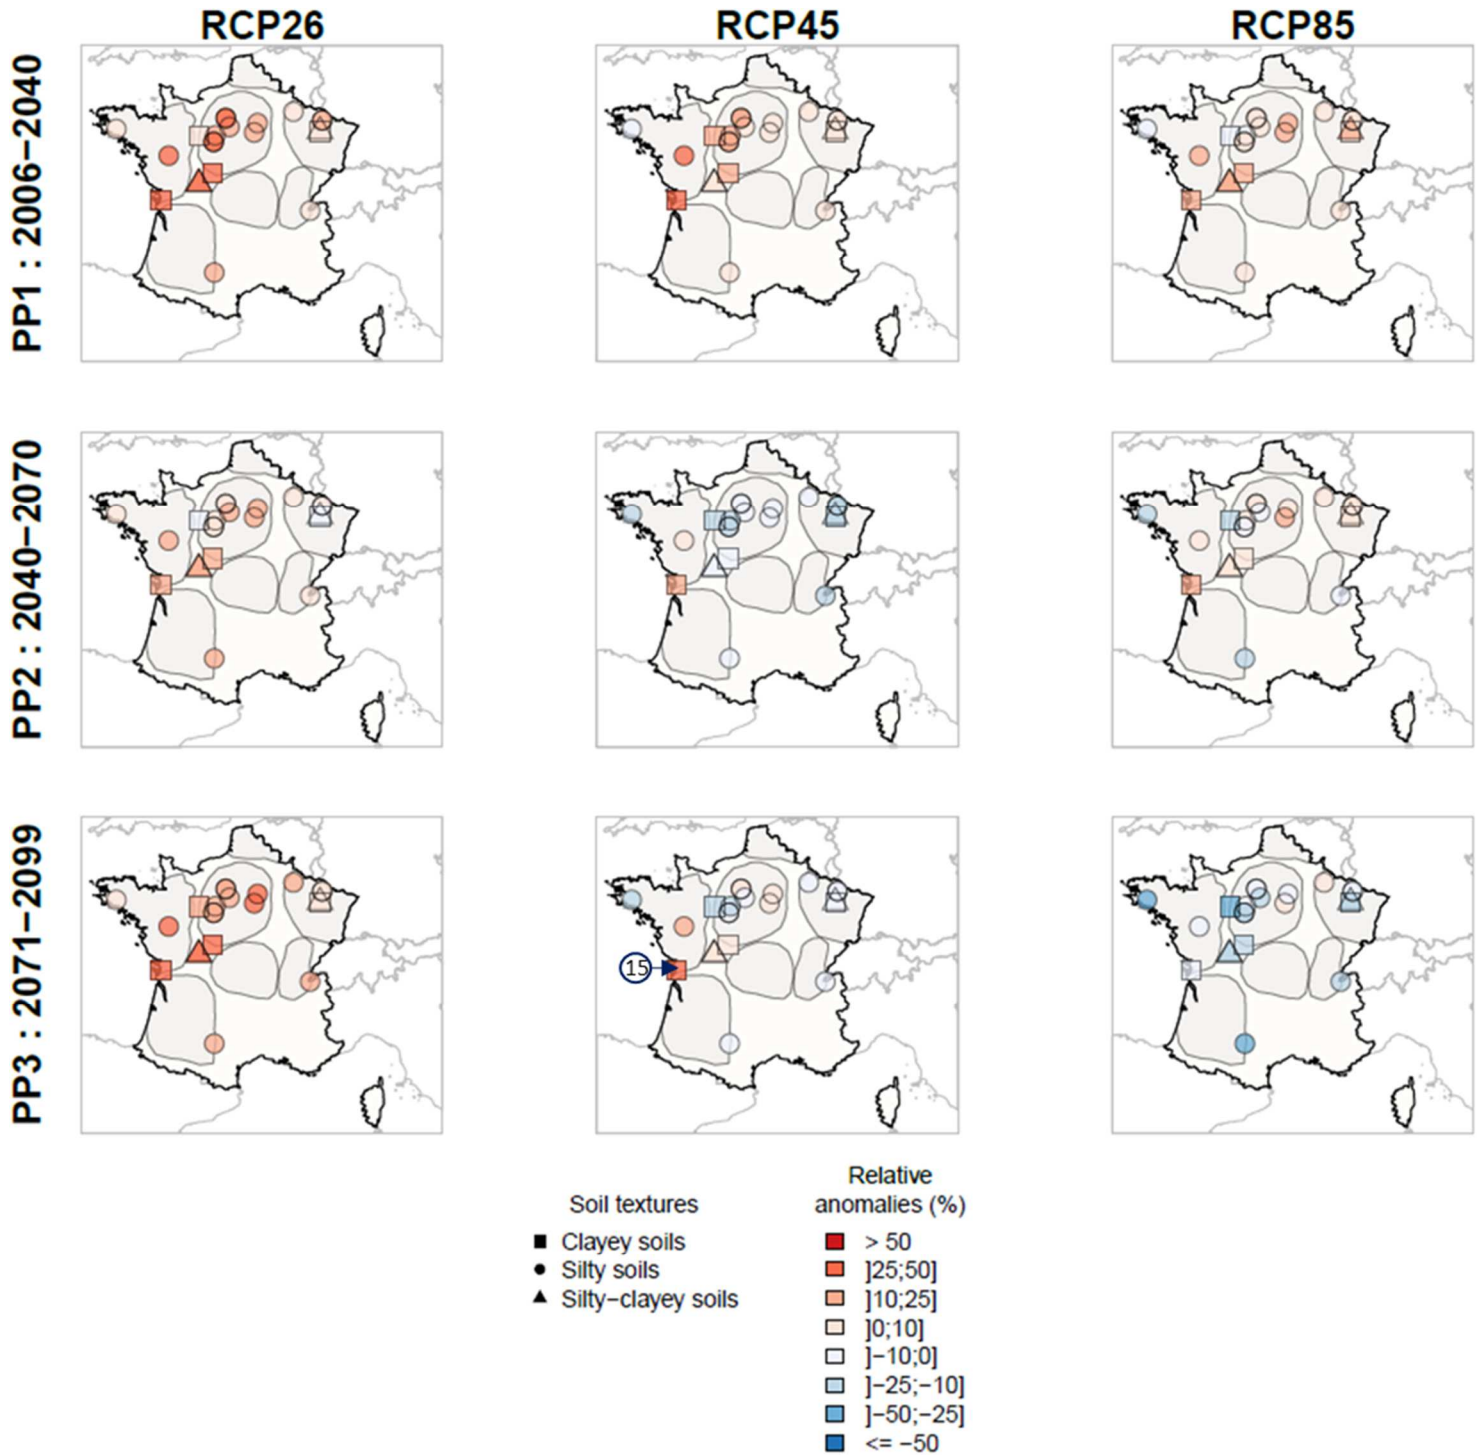 RCP26
RCP45
RCP85
PP1 : 2006−2040
PP2 : 2040−2070
PP3 : 2071−2099
15
Soil textures
Clayey soils
Silty soils
Silty−clayey soils
Relative
anomalies (%)
> 50
]25;50]
]10;25]
]0;10]
]−10;0]
]−25;−10]
]−50;−25]
<= −50